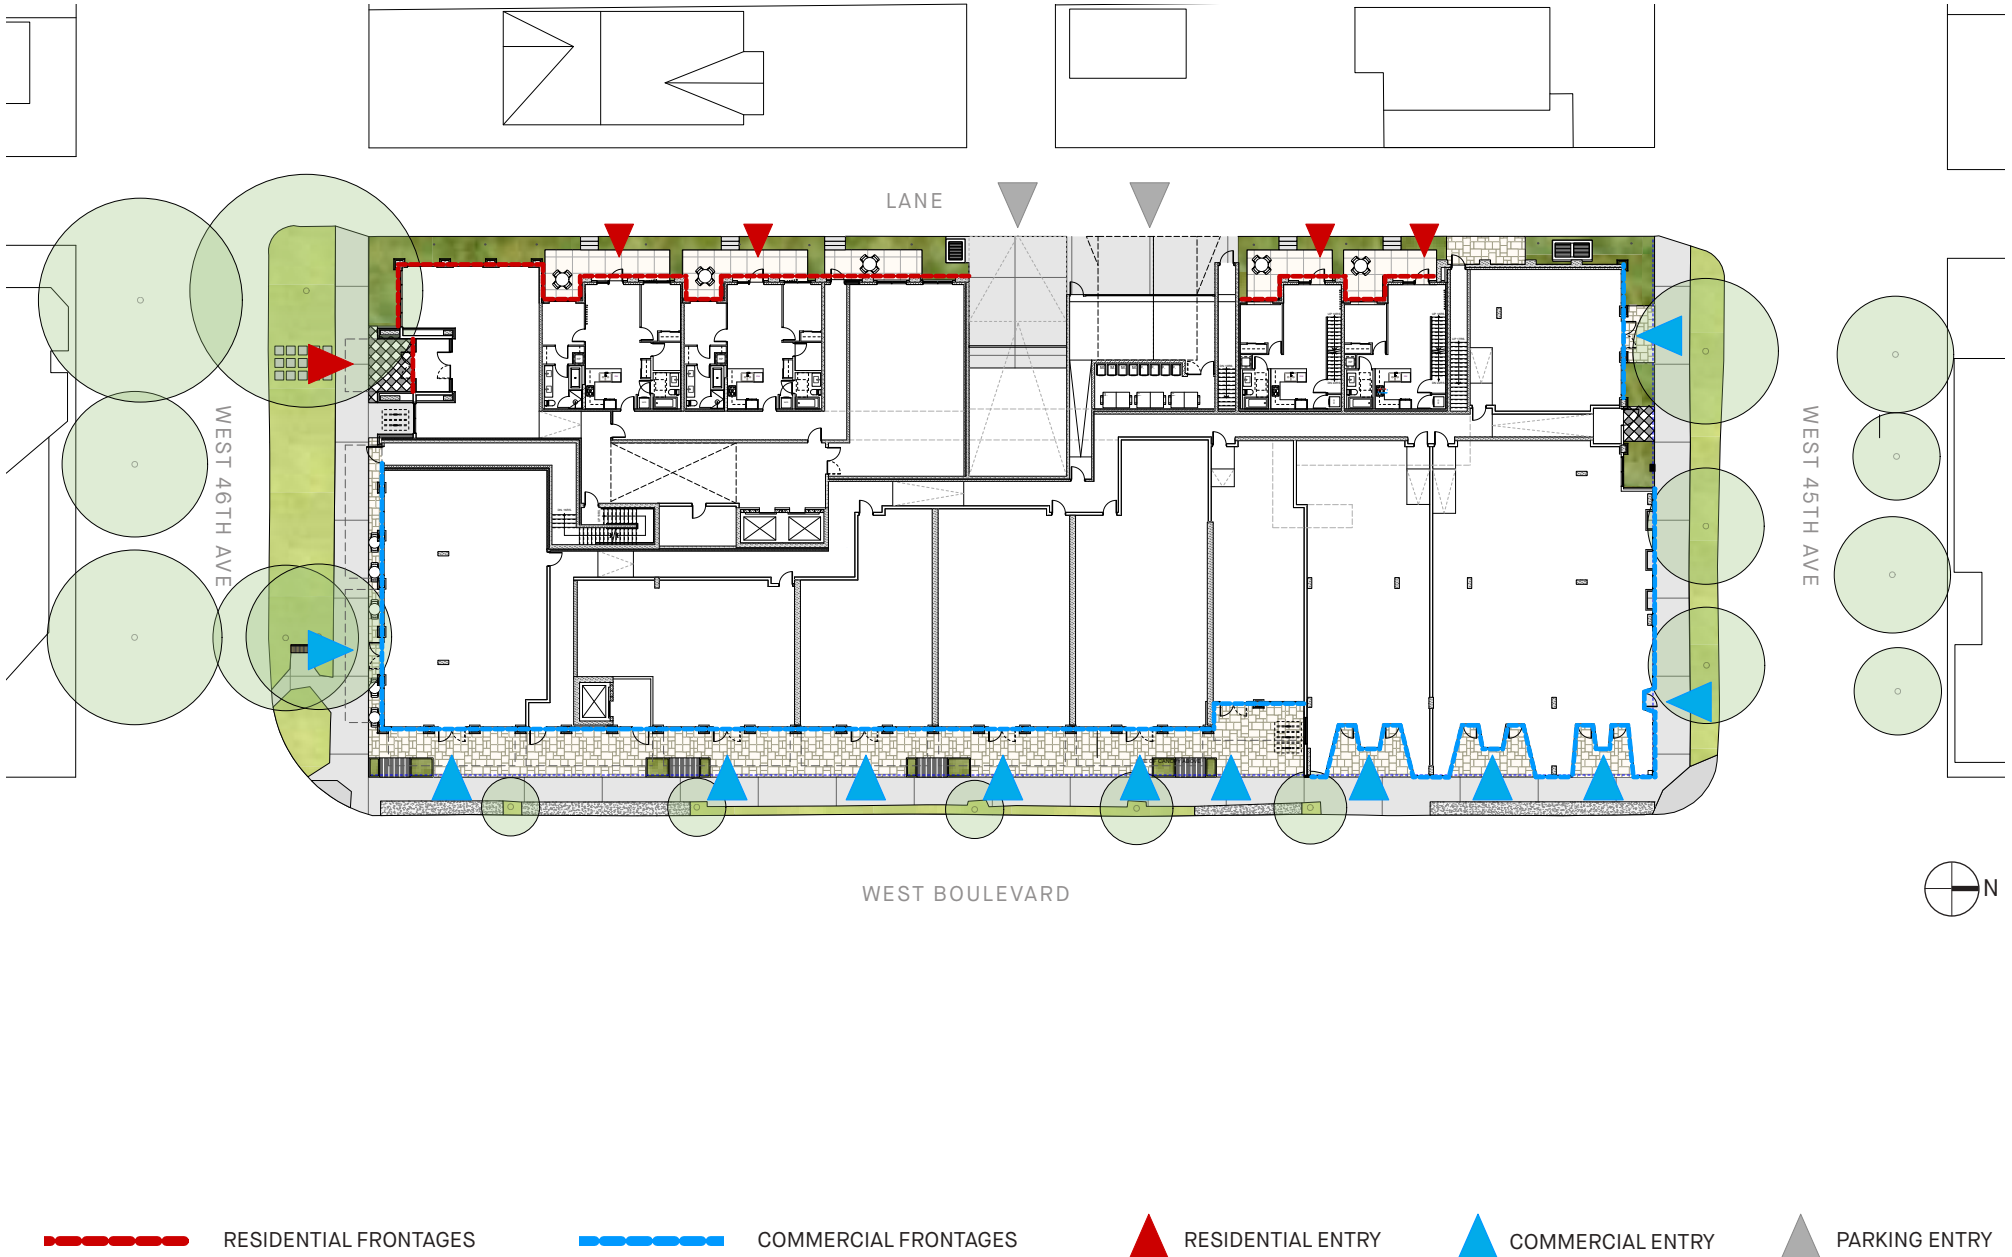 LANE
WEST 46TH AVE
WEST 45TH AVE
WEST BOULEVARD
N
RESIDENTIAL FRONTAGES
COMMERCIAL FRONTAGES
RESIDENTIAL ENTRY
COMMERCIAL ENTRY
PARKING ENTRY